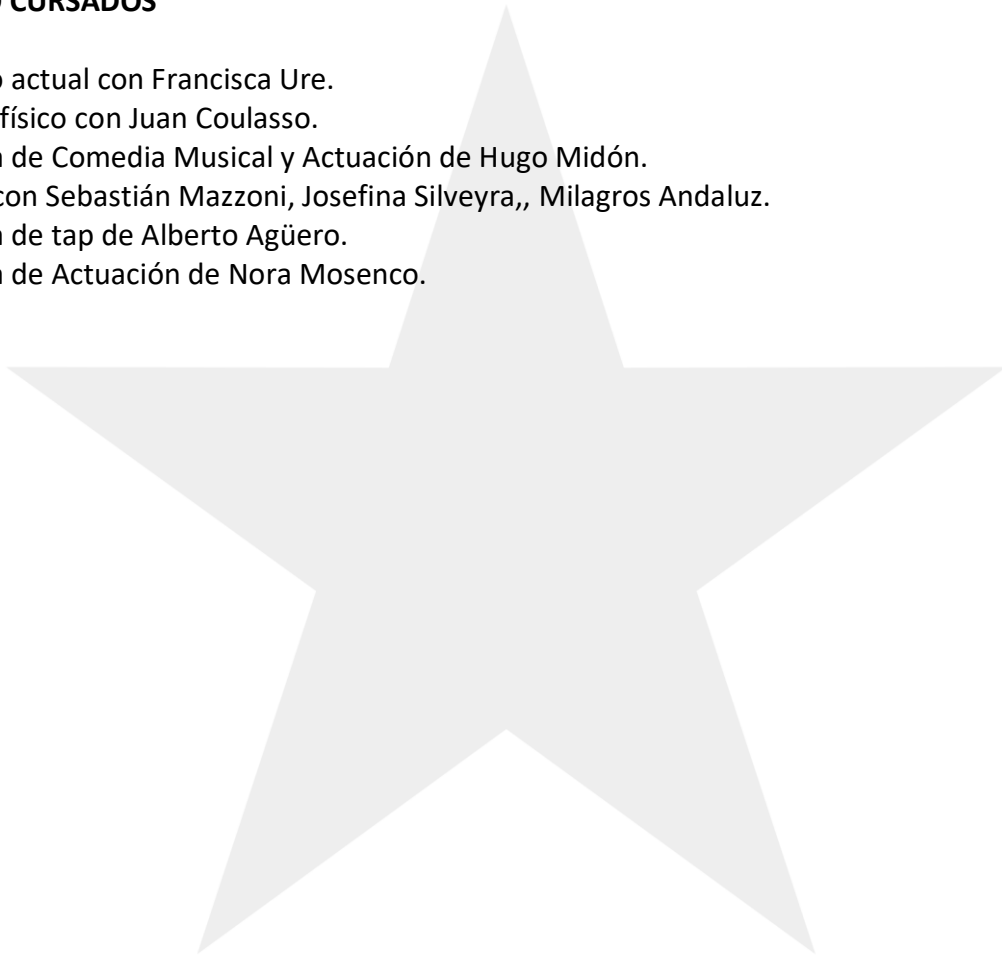 CURSADOS
actual con Francisca Ure.
físico con Juan Coulasso.
de Comedia Musical y Actuación de Hugo Midón.
con Sebastián Mazzoni, Josefina Silveyra,, Milagros Andaluz.
de tap de Alberto Agüero.
de Actuación de Nora Mosenco.